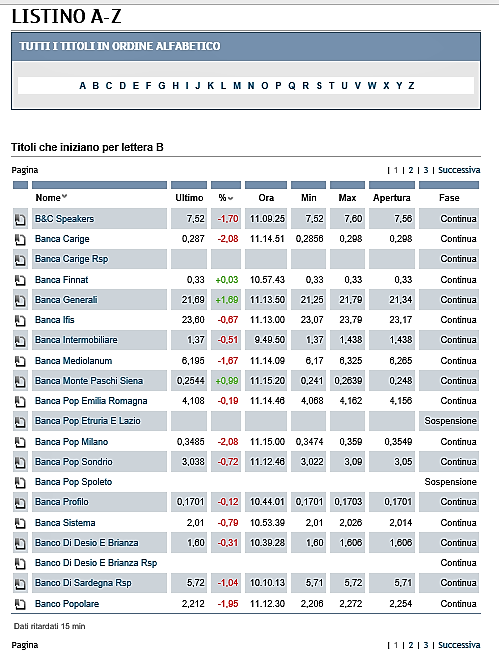 LISTINO A-Z
TUTTI I TITOLI IN ORDINE ALFABETICO
A B C D E F G H I J K L M N O P Q R S T U V W X Y Z
Titoli che iniziano per lettera B
Pagina | 1 | 2 | 3 | Successiva
Nome Ultimo % Ora Min Max Apertura Fase
B&C Speakers 7,52 -1,70 11.09.25 7,52 7,60 7,56 Continua
Banca Carige 0,287 -2,08 11.14.51 0,2856 0,298 0,298 Continua
Banca Carige Rsp Continua
Banca Finnat 0,33 +0,03 10.57.43 0,33 0,33 0,33 Continua
Banca Generali 21,69 +1,69 11.13.50 21,25 21,79 21,34 Continua
Banca Ifis 23,60 -0,67 11.13.00 23,07 23,79 23,17 Continua
Banca Intermobiliare 1,37 -0,51 9.49.50 1,37 1,438 1,438 Continua
Banca Mediolanum 6,195 -1,67 11.14.09 6,17 6,325 6,265 Continua
Banca Monte Paschi Siena 0,2544 +0,99 11.15.20 0,241 0,2639 0,248 Continua
Banca Pop Emilia Romagna 4,108 -0,19 11.14.46 4,068 4,162 4,156 Continua
Banca Pop Etruria E Lazio Sospensione
Banca Pop Milano 0,3485 -2,08 11.15.00 0,3474 0,359 0,3549 Continua
Banca Pop Sondrio 3,038 -0,72 11.12.46 3,022 3,09 3,05 Continua
Banca Pop Spoleto Sospensione
Banca Profilo 0,1701 -0,12 10.44.01 0,1701 0,1703 0,1701 Continua
Banca Sistema 2,01 -0,79 10.53.39 2,01 2,026 2,014 Continua
Banco Di Desio E Brianza 1,60 -0,31 10.39.28 1,60 1,606 1,606 Continua
Banco Di Desio E Brianza Rsp Continua
Banco Di Sardegna Rsp 5,72 -1,04 10.10.13 5,71 5,72 5,71 Continua
Banco Popolare 2,212 -1,95 11.12.30 2,206 2,272 2,254 Continua
Dati ritardati 15 min
Pagina | 1 | 2 | 3 | Successiva